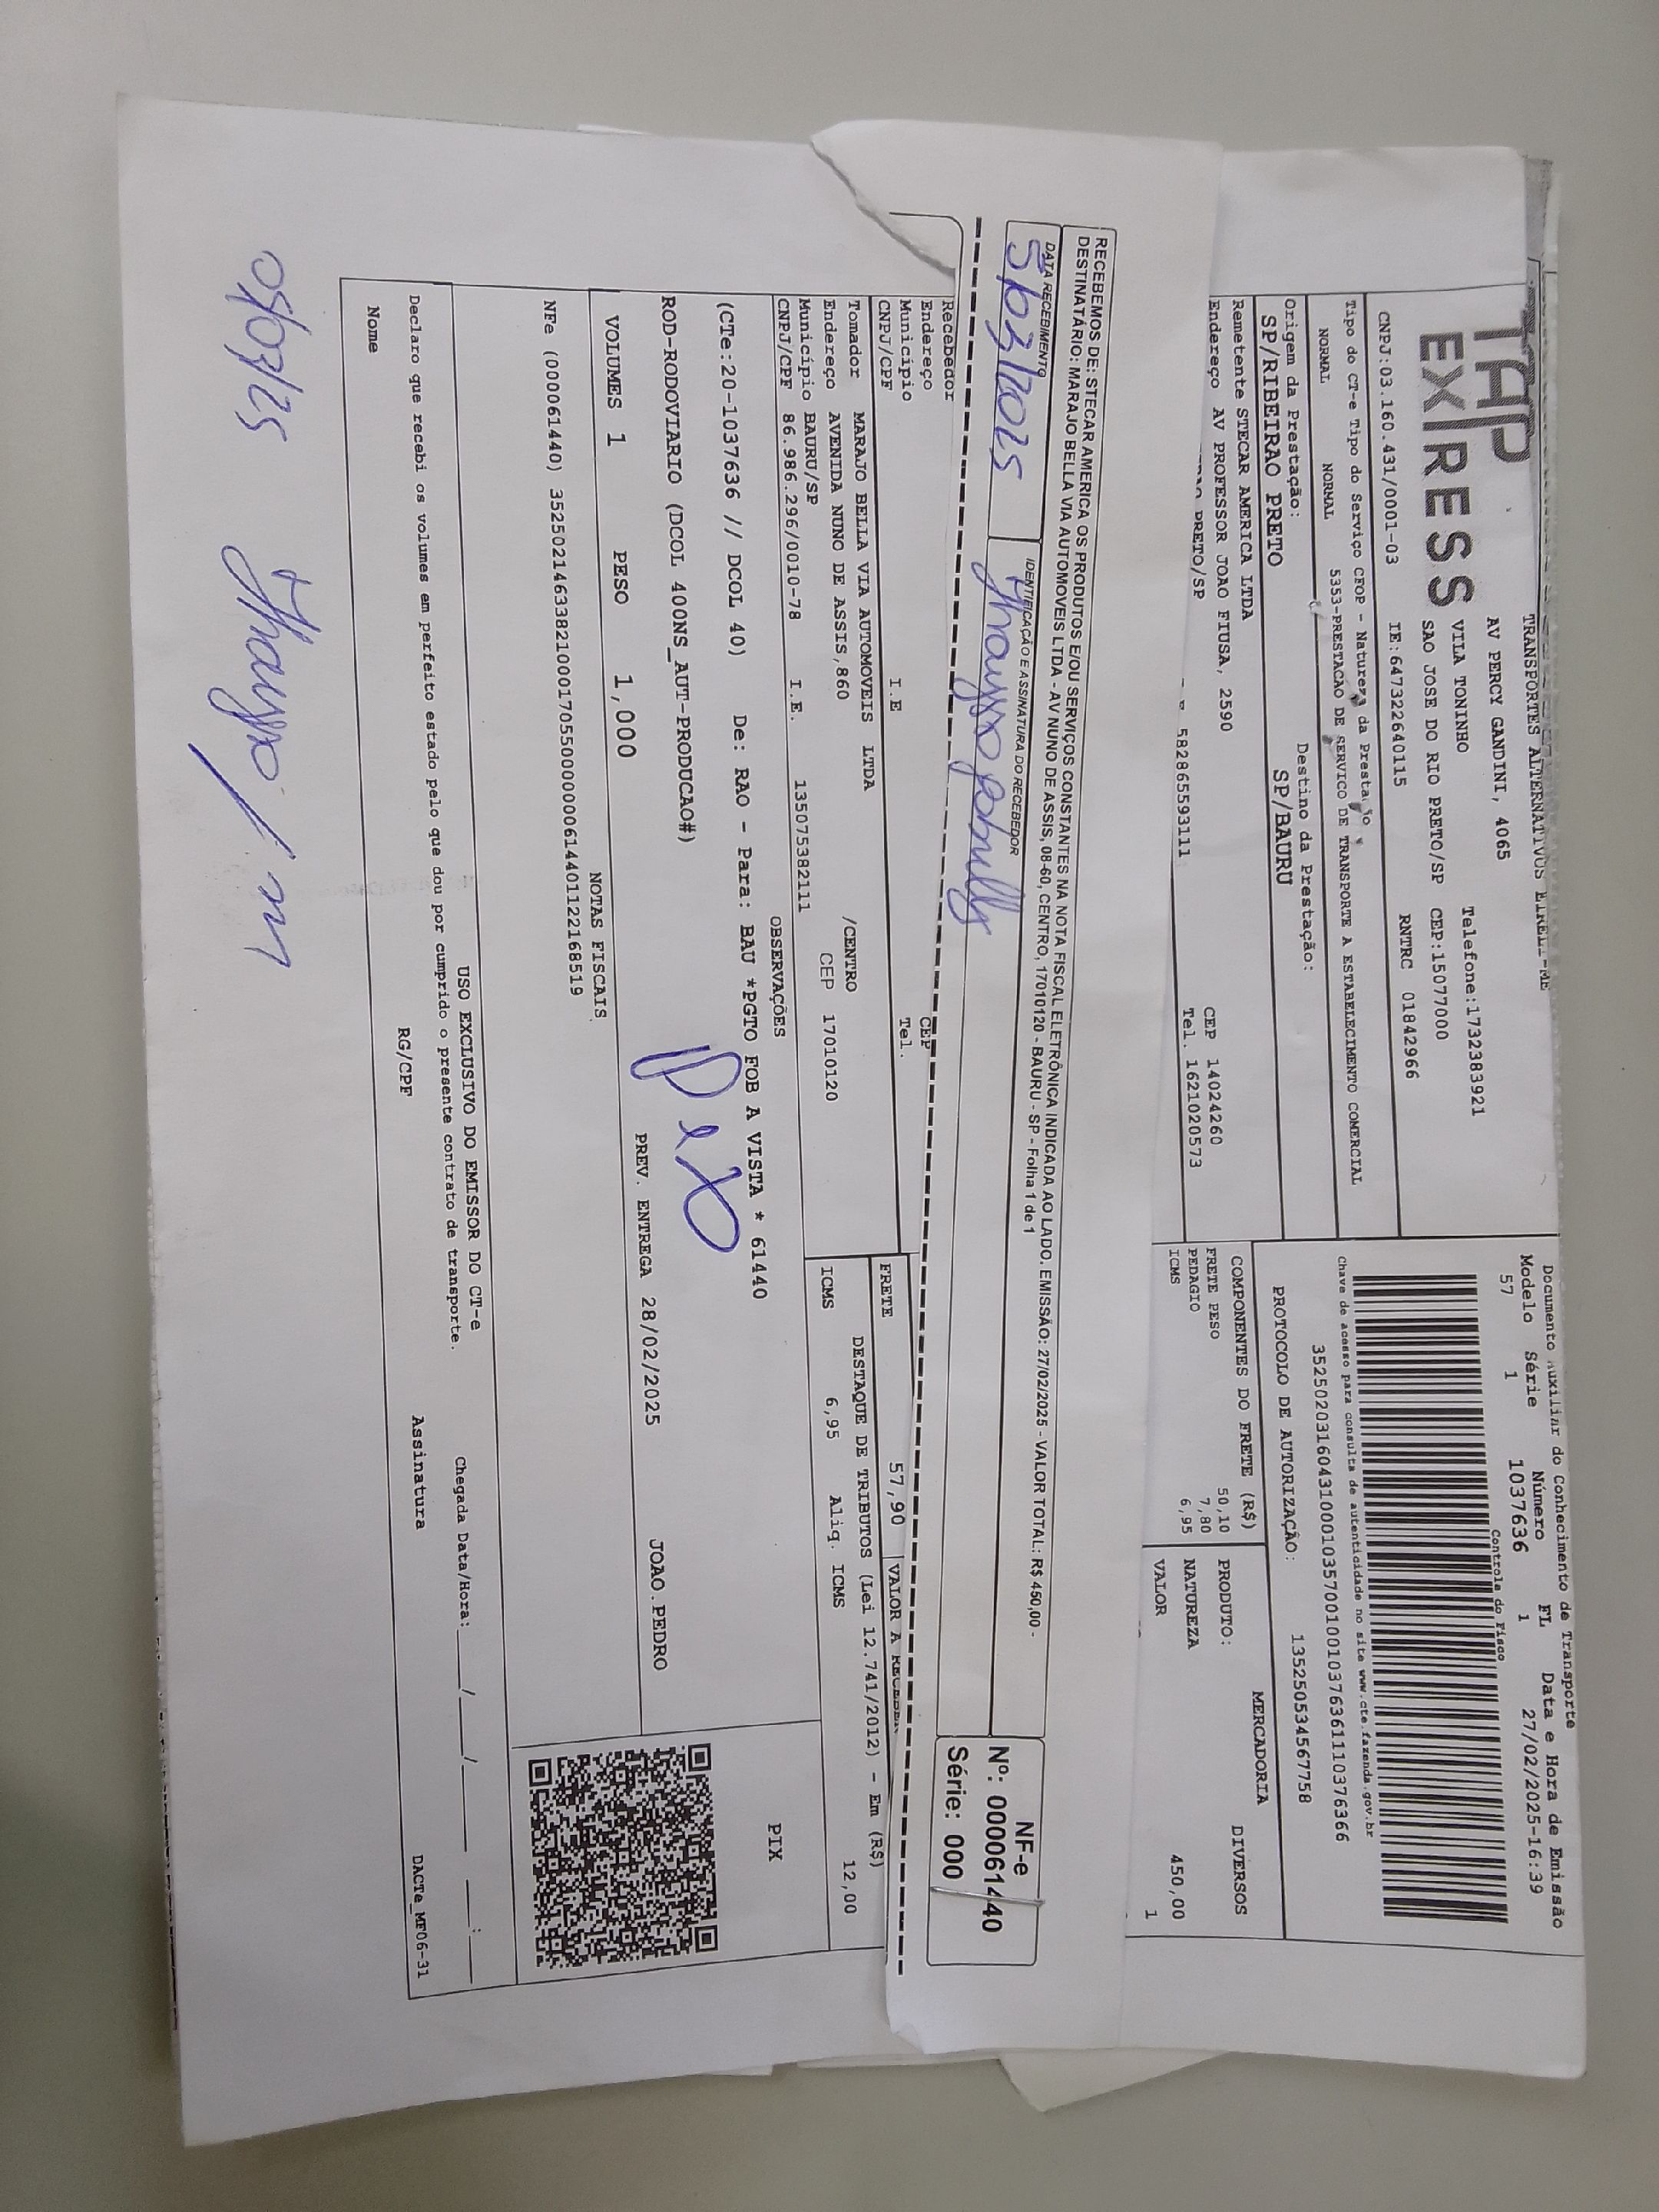 TAP
EXPRESS
TRANSPORTES ALTERNATIVOS EIRELI-ME
AV PERCY GANDINI, 4065
VILA TONINHO
Telefone:1732383921
SAO JOSE DO RIO PRETO/SP CEP:15077000
CNPJ:03.160.431/0001-03 IE:647322640115 RNTRC 01842966
Documento Auxiliar do Conhecimento de Transporte
Modelo Série Número FL Data e Hora de Emissão
57 1 1037636 1 27/02/2025-16:39
Controle do Fisco
Chave de acesso para consulta de autenticidade no site www.cte.fazenda.gov.br
35250203160431000103570010010376361110376366
Tipo do CT-e Tipo do Serviço CFOP - Natureza da Prestação
NORMAL NORMAL 5353-PRESTACAO DE SERVICO DE TRANSPORTE A ESTABELECIMENTO COMERCIAL
PROTOCOLO DE AUTORIZAÇÃO: 135250534567758
Origem da Prestação: Destino da Prestação:
SP/RIBEIRAO PRETO SP/BAURU
Remetente STECAR AMERICA LTDA
Endereço AV PROFESSOR JOAO FIUSA, 2590 CEP 14024260
PRETO/SP 582865593111 Tel. 1621020573
COMPONENTES DO FRETE (R$)
FRETE PESO 50,10
PEDAGIO 7,80
ICMS 6,95
MERCADORIA
PRODUTO: DIVERSOS
NATUREZA
VALOR 450,00
1
RECEBEMOS DE: STECAR AMERICA OS PRODUTOS E/OU SERVIÇOS CONSTANTES NA NOTA FISCAL ELETRÔNICA INDICADA AO LADO. EMISSÃO: 27/02/2025 - VALOR TOTAL: R$ 450,00 -
DESTINATÁRIO: MARAJO BELLA VIA AUTOMOVEIS LTDA - AV NUNO DE ASSIS, 08-60, CENTRO, 17010120 - BAURU - SP - Folha 1 de 1
DATA RECEBIMENTO IDENTIFICAÇÃO E ASSINATURA DO RECEBEDOR
5/03/2025
NF-e
Nº: 000061440
Série: 000
Recebedor
Endereço CEP
Município Tel.
CNPJ/CPF I.E
FRETE 57,90 VALOR A RECEBER
Tomador MARAJO BELLA VIA AUTOMOVEIS LTDA
Endereço AVENIDA NUNO DE ASSIS,860 /CENTRO
Município BAURU/SP CEP 17010120
CNPJ/CPF 86.986.296/0010-78 I.E. 135075382111
DESTAQUE DE TRIBUTOS (Lei 12.741/2012) - Em (R$)
ICMS 6,95 Aliq. ICMS 12,00
OBSERVAÇÕES
(CTe:20-1037636 // DCOL 40) De: RAO - Para: BAU *PGTO FOB A VISTA * 61440
ROD-RODOVIARIO (DCOL 400NS_AUT-PRODUCAO#)
PIX
VOLUMES 1 PESO 1,000 PREV. ENTREGA 28/02/2025 JOAO.PEDRO
NOTAS FISCAIS
NFe (000061440) 35250214633821000170550000000614401122168519
USO EXCLUSIVO DO EMISSOR DO CT-e
Declaro que recebi os volumes em perfeito estado pelo que dou por cumprido o presente contrato de transporte.
Chegada Data/Hora:____/____/______ ____:____
Nome RG/CPF Assinatura
DACTe_MF06-31
05/03/25